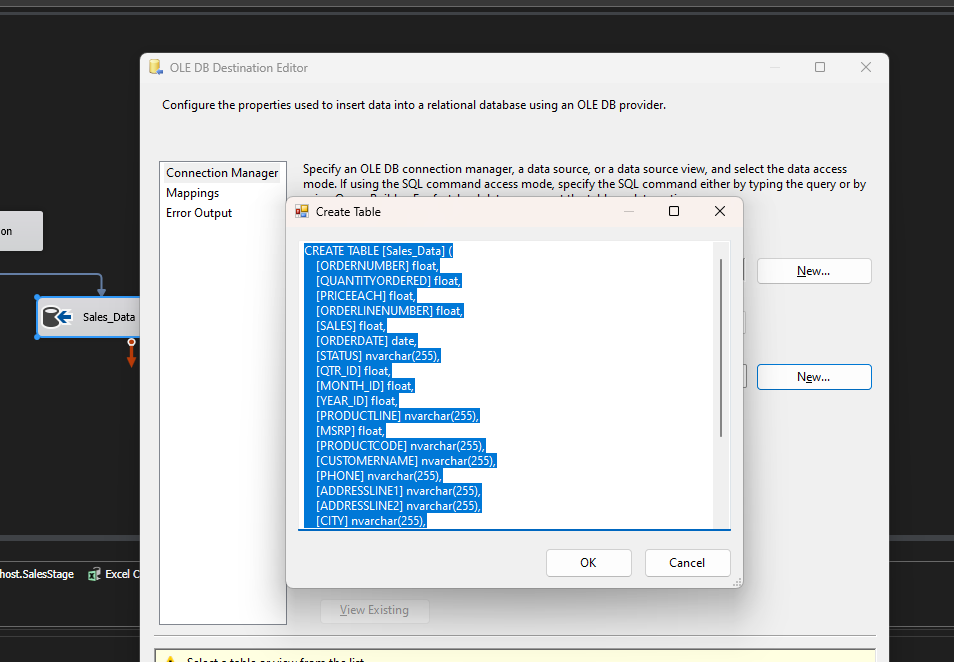 OLE DB Destination Editor
Configure the properties used to insert data into a relational database using an OLE DB provider.
Connection Manager
Mappings
Error Output
Specify an OLE DB connection manager, a data source, or a data source view, and select the data access
mode. If using the SQL command access mode, specify the SQL command either by typing the query or by
Create Table
CREATE TABLE [Sales_Data] (
[ORDERNUMBER] float,
[QUANTITYORDERED] float,
[PRICEEACH] float,
[ORDERLINENUMBER] float,
[SALES] float,
[ORDERDATE] date,
[STATUS] nvarchar(255),
[QTR_ID] float,
[MONTH_ID] float,
[YEAR_ID] float,
[PRODUCTLINE] nvarchar(255),
[MSRP] float,
[PRODUCTCODE] nvarchar(255),
[CUSTOMERNAME] nvarchar(255),
[PHONE] nvarchar(255),
[ADDRESSLINE1] nvarchar(255),
[ADDRESSLINE2] nvarchar(255),
[CITY] nvarchar(255),
OK
Cancel
New...
New...
on
Sales_Data
host.SalesStage
Excel C
View Existing
Select a table or view from the list.